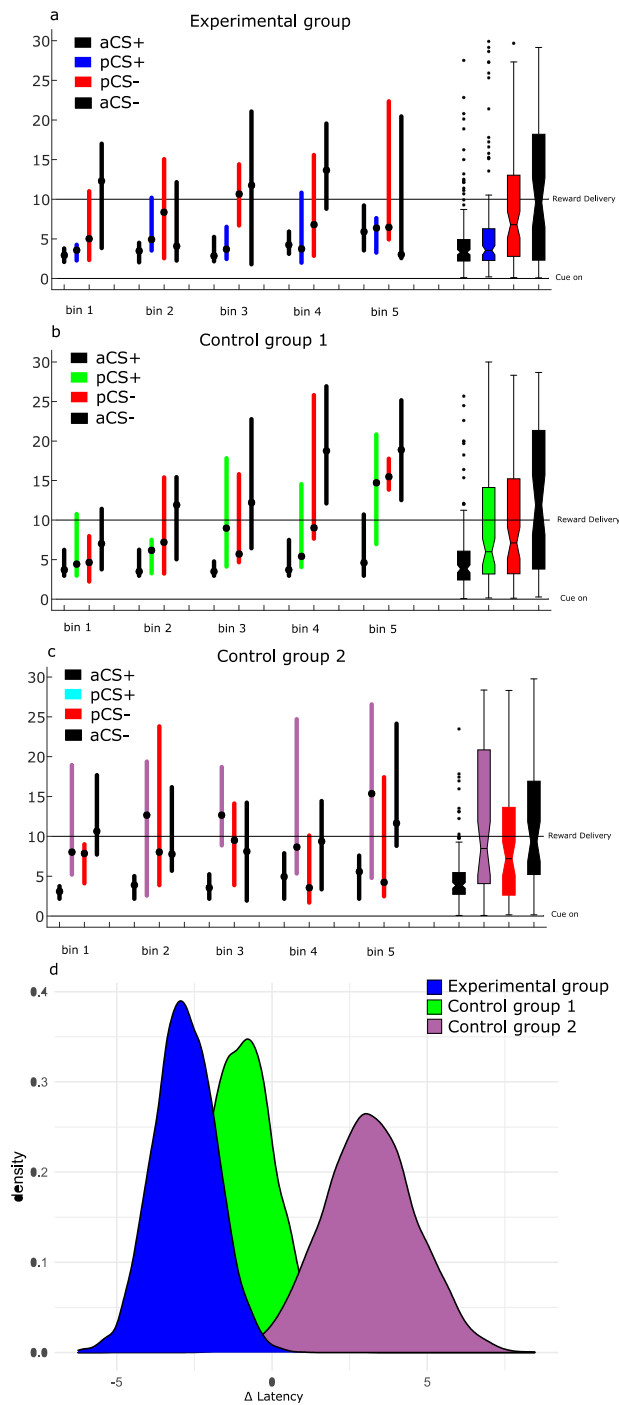 a
Experimental group
30
25
20
15
10
5
0
aCS+
pCS+
pCS-
aCS-
Reward Delivery
Cue on
bin 1 bin 2 bin 3 bin 4 bin 5
b
Control group 1
30
25
20
15
10
5
0
aCS+
pCS+
pCS-
aCS-
Reward Delivery
Cue on
bin 1 bin 2 bin 3 bin 4 bin 5
c
Control group 2
30
25
20
15
10
5
0
aCS+
pCS+
pCS-
aCS-
Reward Delivery
Cue on
bin 1 bin 2 bin 3 bin 4 bin 5
d
Experimental group
Control group 1
Control group 2
0.4
0.3
0.2
0.1
0.0
density
-5 0 5
Δ Latency